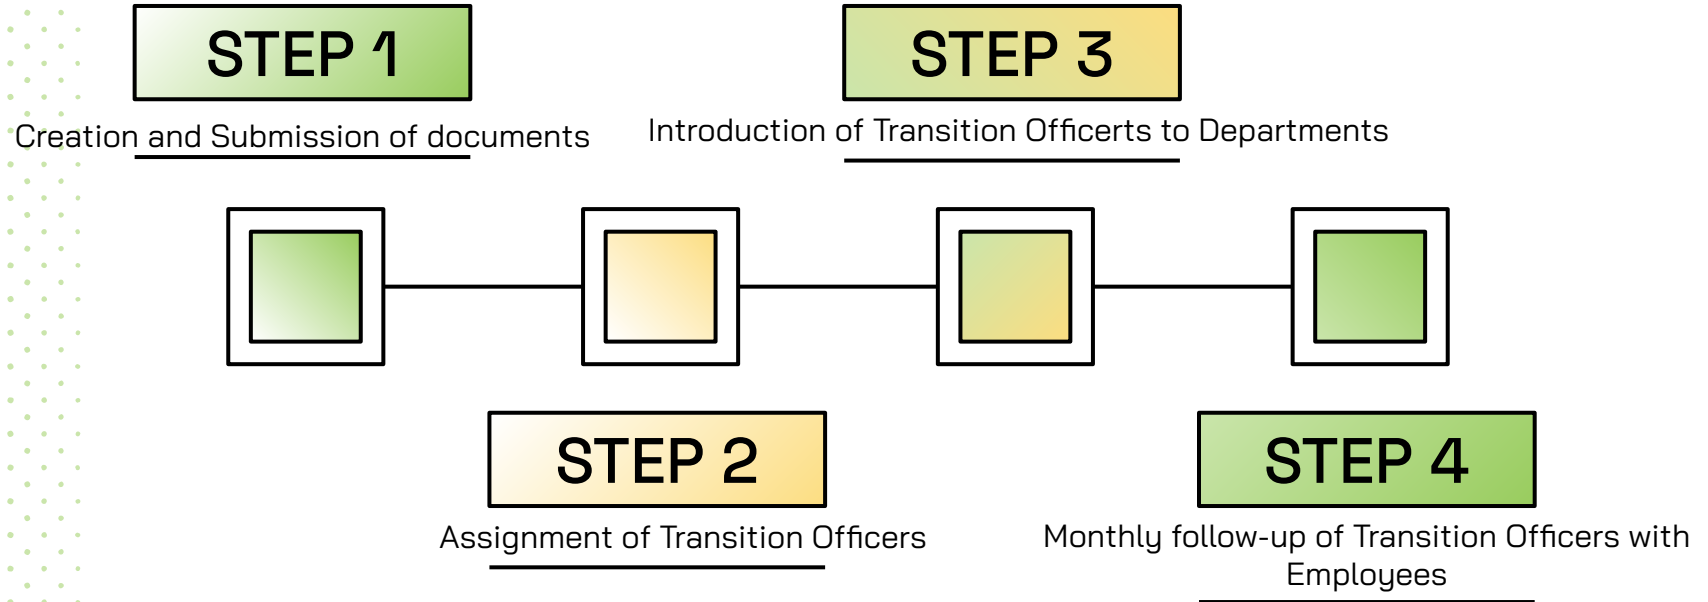 STEP 1
Creation and Submission of documents
STEP 3
Introduction of Transition Officerts to Departments
STEP 2
Assignment of Transition Officers
STEP 4
Monthly follow-up of Transition Officers with
Employees